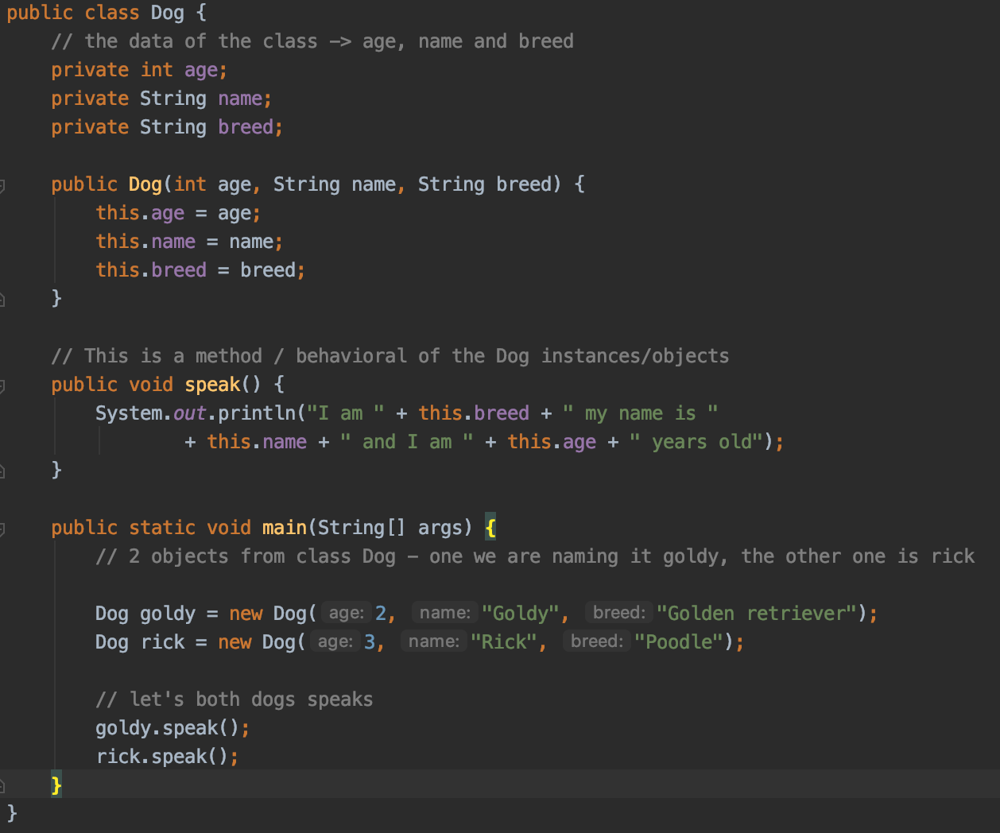 public class Dog {
    // the data of the class -> age, name and breed
    private int age;
    private String name;
    private String breed;

    public Dog(int age, String name, String breed) {
        this.age = age;
        this.name = name;
        this.breed = breed;
    }

    // This is a method / behavioral of the Dog instances/objects
    public void speak() {
        System.out.println("I am " + this.breed + " my name is "
                + this.name + " and I am " + this.age + " years old");
    }

    public static void main(String[] args) {
        // 2 objects from class Dog – one we are naming it goldy, the other one is rick

        Dog goldy = new Dog( age: 2, name: "Goldy", breed: "Golden retriever");
        Dog rick = new Dog( age: 3, name: "Rick", breed: "Poodle");

        // let's both dogs speaks
        goldy.speak();
        rick.speak();
    }
}